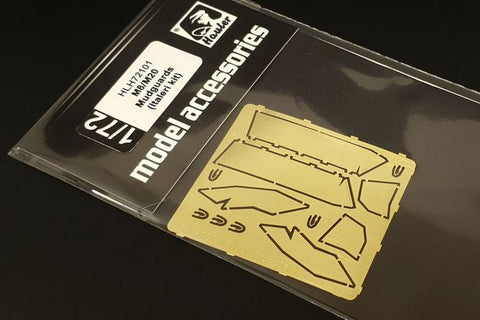 Hauler
HLH72101
M8/M20
Mudguards
(Italeri kit)
1/72
model accessories